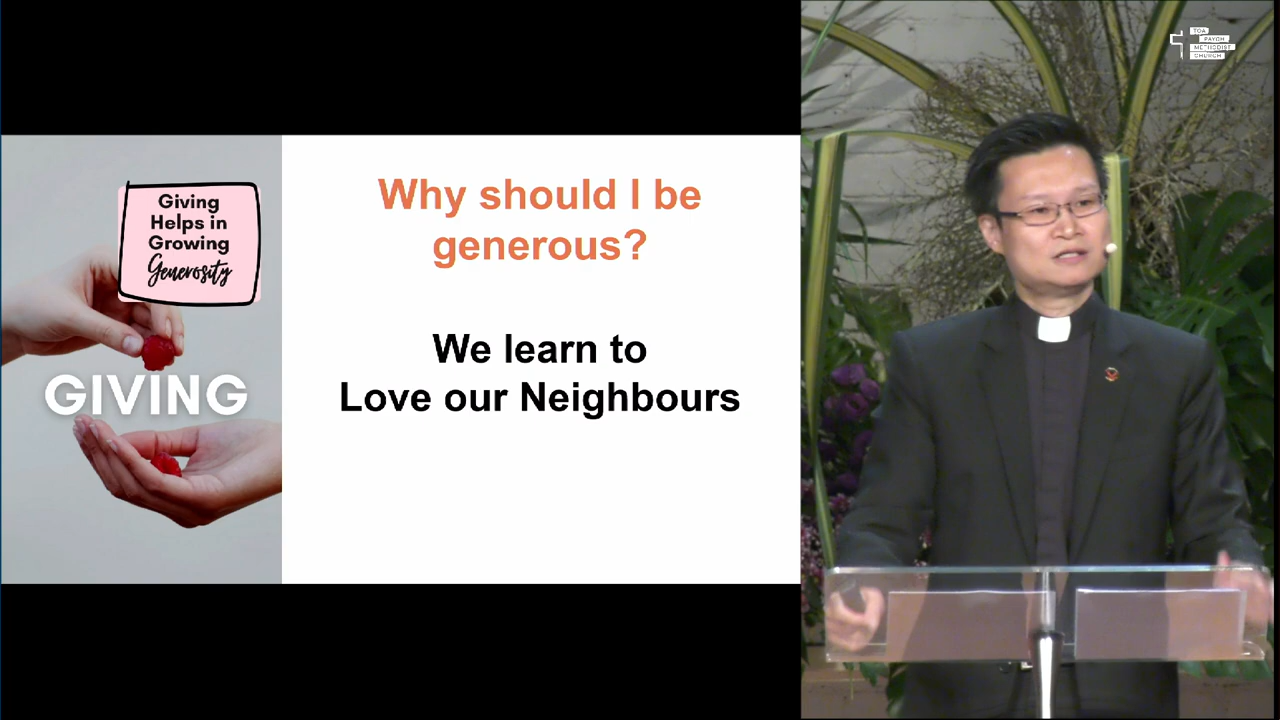 Giving
Helps in
Growing
Generosity
GIVING
Why should I be
generous?
We learn to
Love our Neighbours
TOA
PAYOH
METHODIST
CHURCH